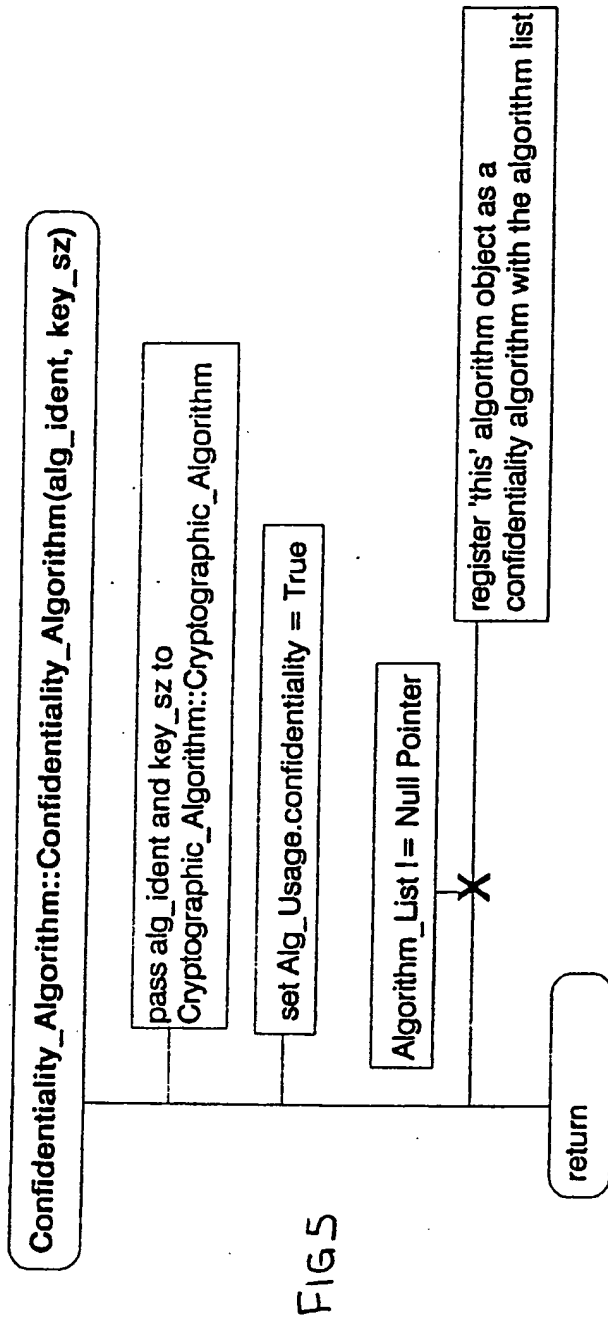 Confidentiality_Algorithm::Confidentiality_Algorithm(alg_ident, key_sz)
pass alg_ident and key_sz to
Cryptographic_Algorithm::Cryptographic_Algorithm
set Alg_Usage.confidentiality = True
Algorithm_List != Null Pointer
X
register 'this' algorithm object as a
confidentiality algorithm with the algorithm list
return
FIG 5